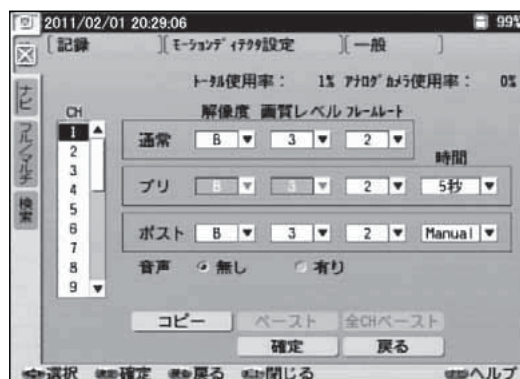 2011/02/01 20:29:06 99%
[記録 ][モーションディテクタ設定 ][一般 ]
ナビ
フル/マルチ
検索
トータル使用率: 1% アナログカメラ使用率: 0%
CH 解像度 画質レベル フレームレート
1
2
3
4
5
6
7
8
9
通常 B 3 2
時間
プリ B 3 2 5秒
ポスト B 3 2 Manual
音声 無し 有り
コピー ペースト 全CHペースト
確定 戻る
選択 確定 戻る 閉じる ヘルプ